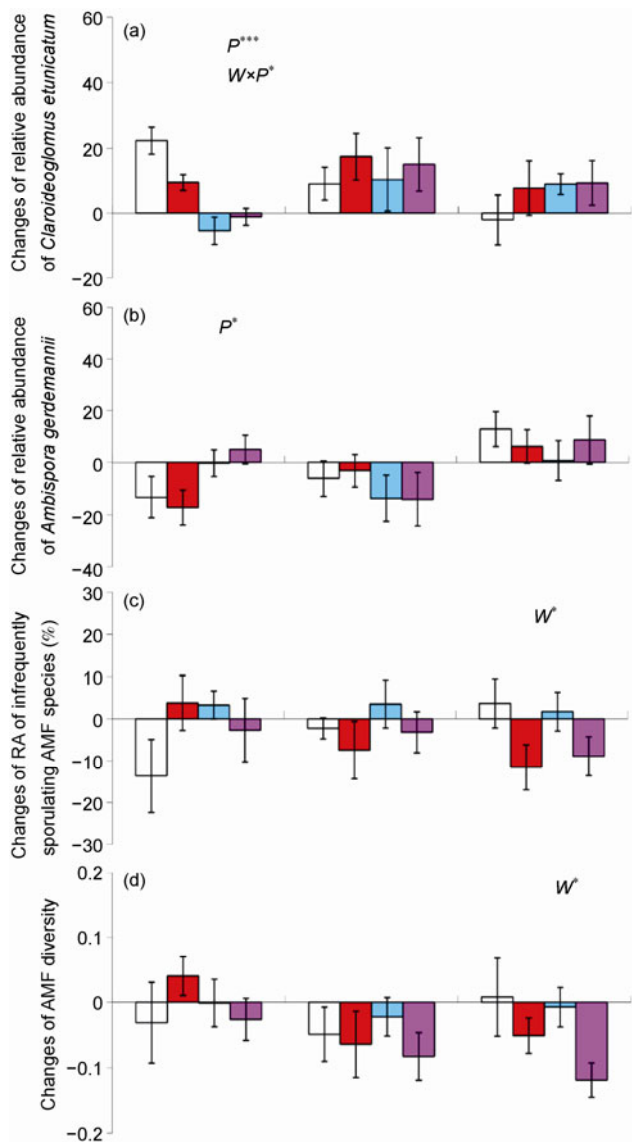 Changes of relative abundance
of Claroideoglomus etunicatum
60
40
20
0
−20
(a)
P***
W×P*
Changes of relative abundance
of Ambispora gerdemannii
60
40
20
0
−20
−40
(b)
P*
Changes of RA of infrequently
sporulating AMF species (%)
30
20
10
0
−10
−20
−30
(c)
W*
Changes of AMF diversity
0.2
0.1
0
−0.1
−0.2
(d)
W*